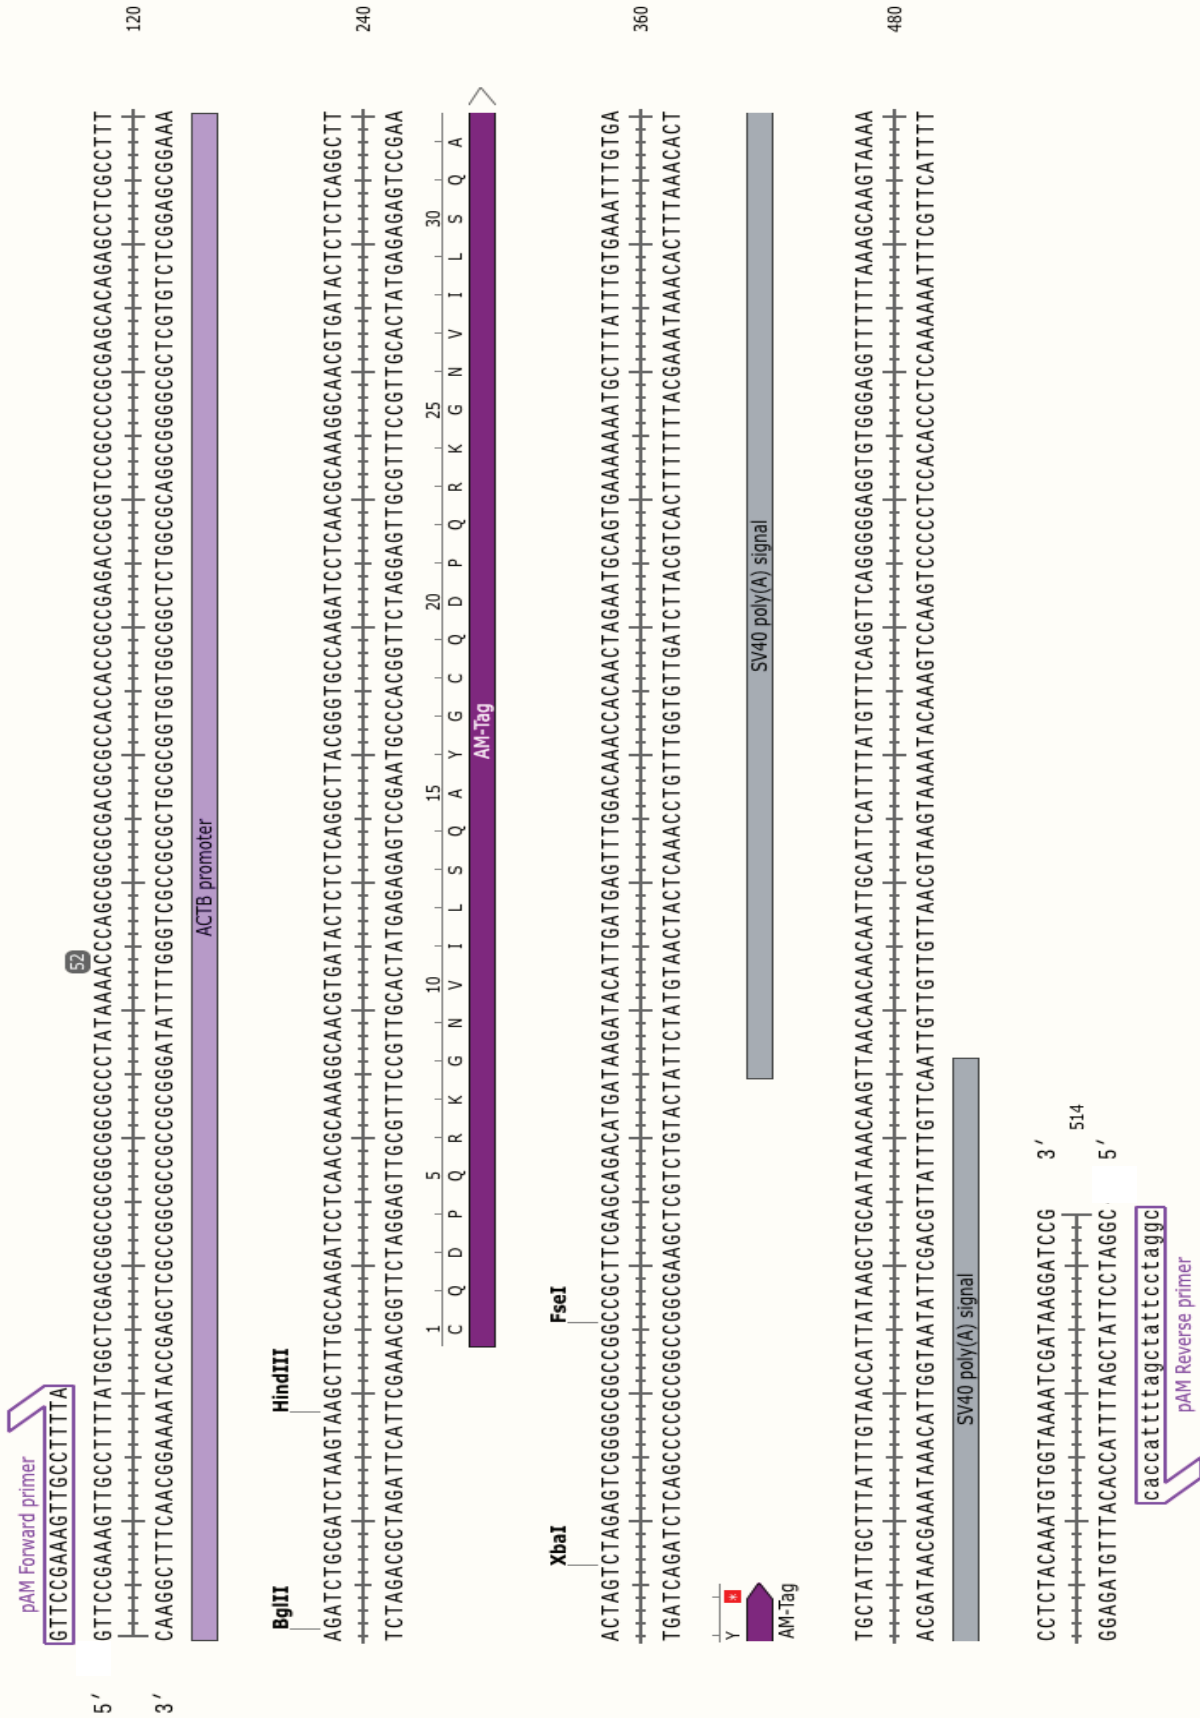 pAM Forward primer
GTTCCGAAAGTTGCCTTTTA
52
5′ GTTCCGAAAGTTGCCTTTTATGGCTCGAGCGGCCGCGGCGGCGCCCTATAAAACCCAGCGGCGCGACGCGCCACCACCGCCGAGACCGCGTCCGCCCCGCGAGCACAGAGCCTCGCCTTT
120
3′ CAAGGCTTTCAACGGAAAATACCGAGCTCGCCGGCGCCGCCGCGGGATATTTTGGGTCGCCGCGCTGCGCGGTGGTGGCGGCTCTGGCGCAGGCGGGGCGCTCGTGTCTCGGAGCGGAAA
ACTB promoter
BglII HindIII
AGATCTGCGATCTAAGTAAGCTTTGCCAAGATCCTCAACGCAAAGGCAACGTGATACTCTCTCAGGCTTACGGGTGCCAAGATCCTCAACGCAAAGGCAACGTGATACTCTCTCAGGCTT
240
TCTAGACGCTAGATTCATTCGAAACGGTTCTAGGAGTTGCGTTTCCGTTGCACTATGAGAGAGTCCGAATGCCCACGGTTCTAGGAGTTGCGTTTCCGTTGCACTATGAGAGAGTCCGAA
1 5 10 15 20 25 30
C Q D P Q R K G N V I L S Q A Y G C Q D P Q R K G N V I L S Q A
AM-Tag
XbaI FseI
ACTAGTCTAGAGTCGGGGCGGCCGGCCGCTTCGAGCAGACATGATAAGATACATTGATGAGTTTGGACAAACCACAACTAGAATGCAGTGAAAAAAATGCTTTATTTGTGAAATTTGTGA
360
TGATCAGATCTCAGCCCCGCCGGCCGGCGAAGCTCGTCTGTACTATTCTATGTAACTACTCAAACCTGTTTGGTGTTGATCTTACGTCACTTTTTTTACGAAATAAACACTTTAAACACT
Y *
AM-Tag
SV40 poly(A) signal
TGCTATTGCTTTATTTGTAACCATTATAAGCTGCAATAAACAAGTTAACAACAACAATTGCATTCATTTTATGTTTCAGGTTCAGGGGGAGGTGTGGGAGGTTTTTTAAAGCAAGTAAAA
480
ACGATAACGAAATAAACATTGGTAATATTCGACGTTATTTGTTCAATTGTTGTTGTTAACGTAAGTAAAATACAAAGTCCAAGTCCCCCTCCACACCCTCCAAAAAATTTCGTTCATTTT
SV40 poly(A) signal
CCTCTACAAATGTGGTAAAATCGATAAGGATCCG 3′
514
GGAGATGTTTACACCATTTTAGCTATTCCTAGGC 5′
caccattttagctattcctaggc
pAM Reverse primer